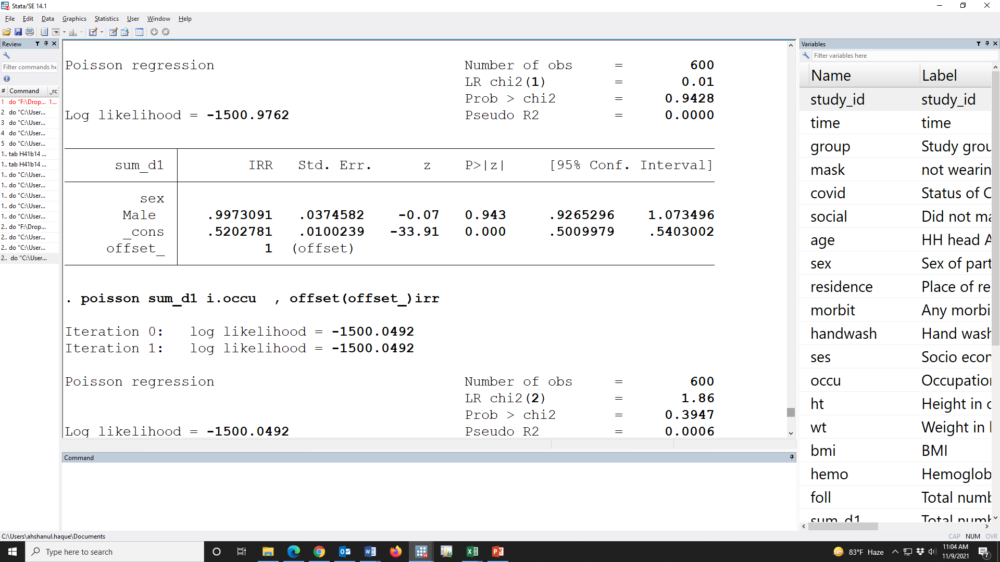 Stata/SE 14.1
File Edit Data Graphics Statistics User Window Help
Review
Filter commands he
# Command _rc
1 do "F:\Drop... 1...
2 do "C:\User...
3 do "C:\User...
4 do "C:\User...
5 do "C:\User...
1.. tab H41b14 ...
1.. tab H41b14 ...
1.. do "C:\User...
1.. do "C:\User...
1.. do "C:\User...
1.. do "C:\User...
1.. do "C:\User...
2.. do "F:\Drop...
2.. do "C:\User...
2.. do "C:\User...
2.. do "C:\User...
Poisson regression Number of obs = 600
LR chi2(1) = 0.01
Prob > chi2 = 0.9428
Log likelihood = -1500.9762 Pseudo R2 = 0.0000
sum_d1 IRR Std. Err. z P>|z| [95% Conf. Interval]
sex
Male .9973091 .0374582 -0.07 0.943 .9265296 1.073496
_cons .5202781 .0100239 -33.91 0.000 .5009979 .5403002
offset_ 1 (offset)
. poisson sum_d1 i.occu , offset(offset_)irr
Iteration 0: log likelihood = -1500.0492
Iteration 1: log likelihood = -1500.0492
Poisson regression Number of obs = 600
LR chi2(2) = 1.86
Prob > chi2 = 0.3947
Log likelihood = -1500.0492 Pseudo R2 = 0.0006
Command
Variables
Filter variables here
Name Label
study_id study_id
time time
group Study grou
mask not wearin
covid Status of C
social Did not ma
age HH head A
sex Sex of part
residence Place of re
morbit Any morbi
handwash Hand wash
ses Socio econ
occu Occupation
ht Height in c
wt Weight in k
bmi BMI
hemo Hemoglob
foll Total numb
sum_d1 Total numb
C:\Users\ahshanul.haque\Documents
CAP NUM OVR
Type here to search
14
83°F Haze
11:04 AM
11/9/2021
7